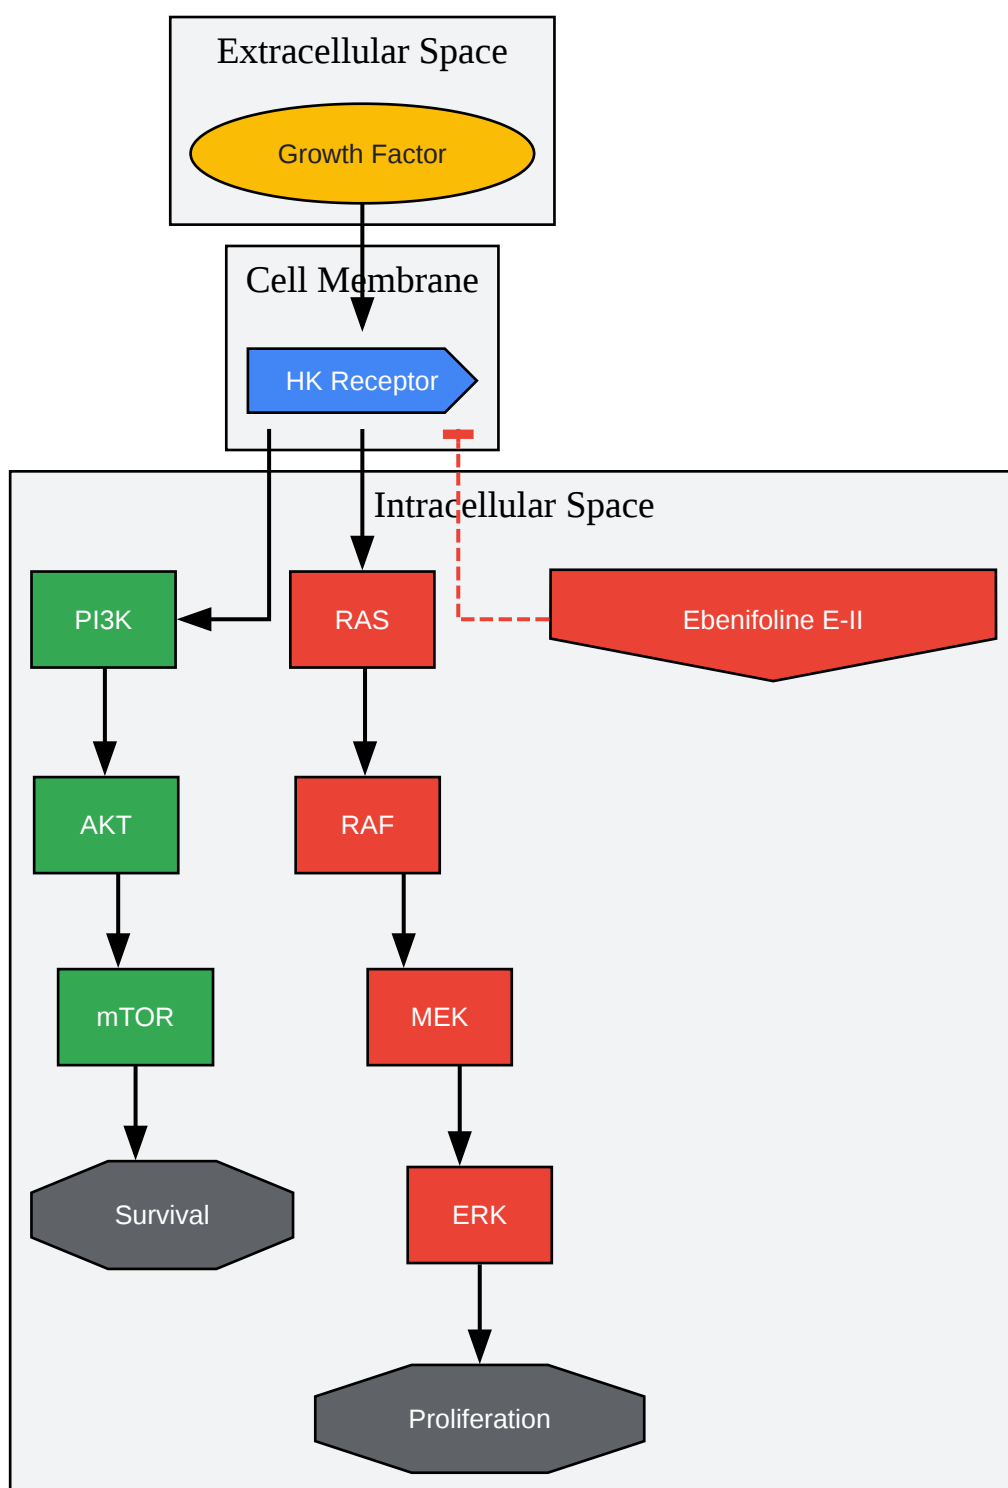 Extracellular Space
Growth Factor
Cell Membrane
HK Receptor
Intracellular Space
PI3K
RAS
Ebenifoline E-II
AKT
RAF
mTOR
MEK
Survival
ERK
Proliferation